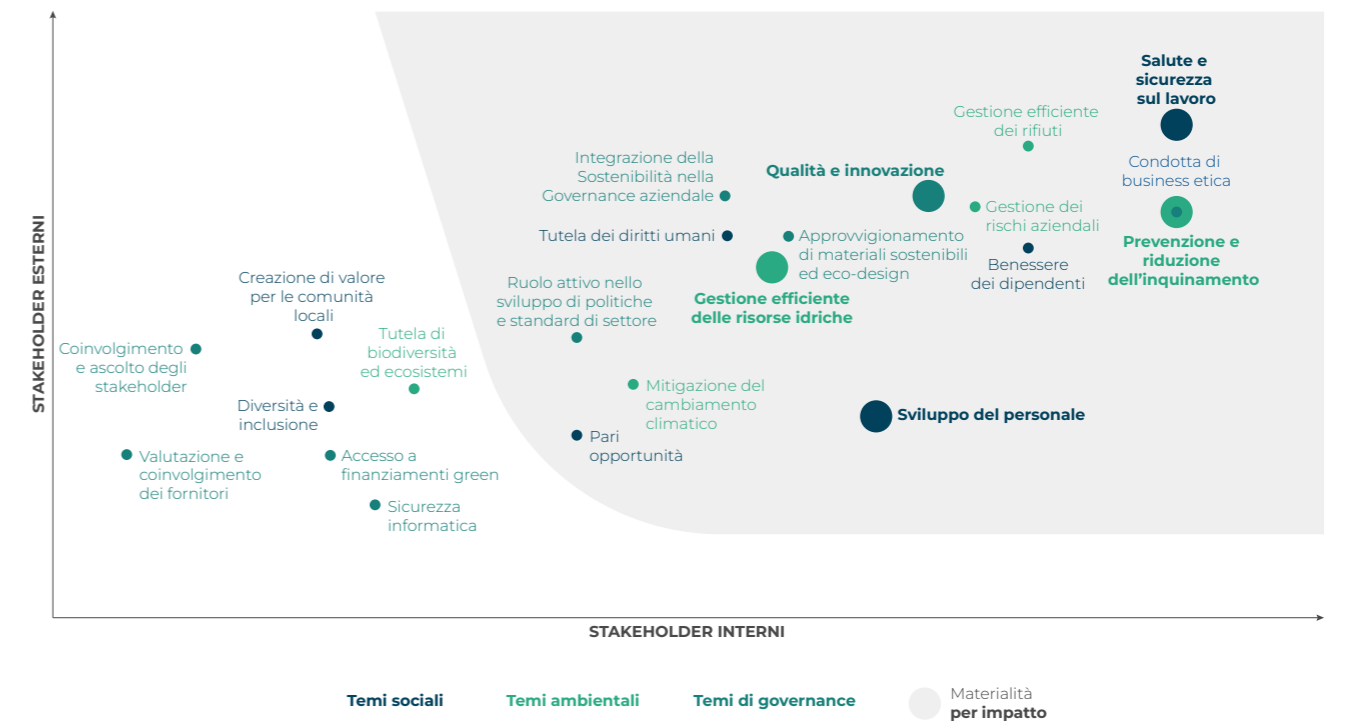 Salute e
sicurezza
sul lavoro
Gestione efficiente
dei rifiuti
Condotta di
business etica
Integrazione della
Sostenibilità nella
Governance aziendale
Qualità e innovazione
Gestione dei
rischi aziendali
Tutela dei diritti umani
Approvvigionamento
di materiali sostenibili
ed eco-design
Prevenzione e
riduzione
dell'inquinamento
Benessere
dei dipendenti
Creazione di valore
per le comunità
locali
Ruolo attivo nello
sviluppo di politiche
e standard di settore
Gestione efficiente
delle risorse idriche
Coinvolgimento
e ascolto degli
stakeholder
Tutela di
biodiversità
ed ecosistemi
Diversità e
inclusione
Mitigazione del
cambiamento
climatico
Sviluppo del personale
Pari
opportunità
Valutazione e
coinvolgimento
dei fornitori
Accesso a
finanziamenti green
Sicurezza
informatica
STAKEHOLDER ESTERNI
STAKEHOLDER INTERNI
Temi sociali
Temi ambientali
Temi di governance
Materialità
per impatto